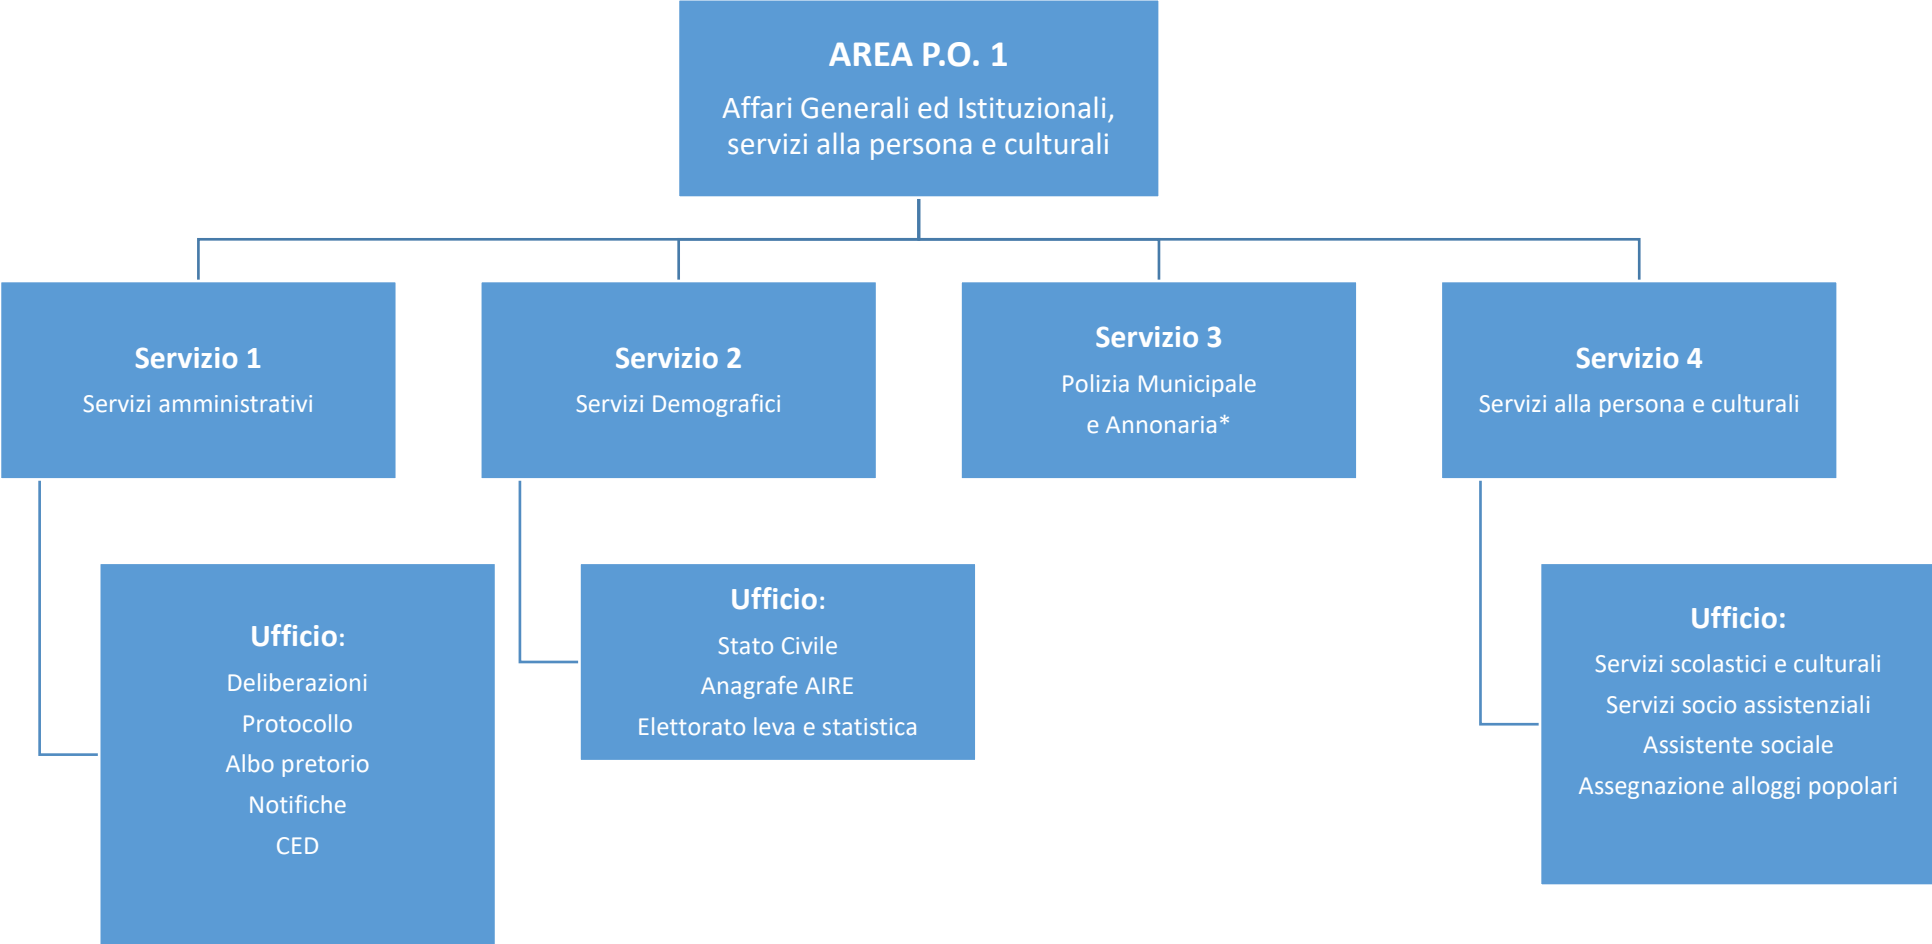 AREA P.O. 1
Affari Generali ed Istituzionali,
servizi alla persona e culturali
Servizio 1
Servizi amministrativi
Servizio 2
Servizi Demografici
Servizio 3
Polizia Municipale
e Annonaria*
Servizio 4
Servizi alla persona e culturali
Ufficio:
Deliberazioni
Protocollo
Albo pretorio
Notifiche
CED
Ufficio:
Stato Civile
Anagrafe AIRE
Elettorato leva e statistica
Ufficio:
Servizi scolastici e culturali
Servizi socio assistenziali
Assistente sociale
Assegnazione alloggi popolari